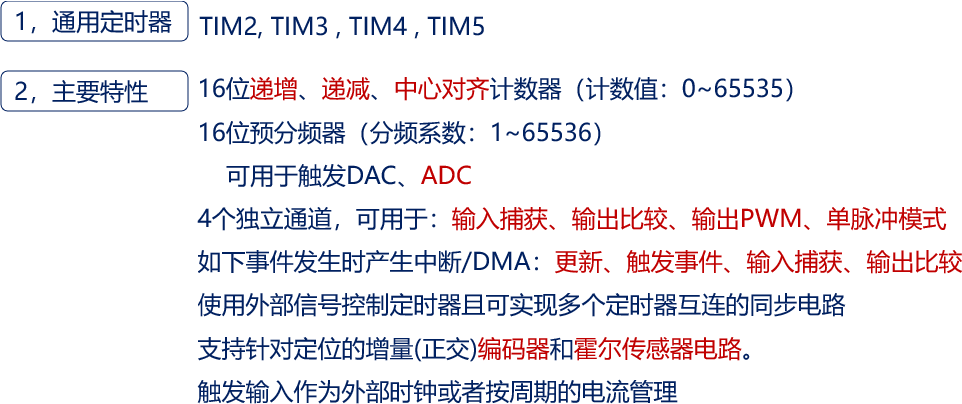 1，通用定时器 TIM2, TIM3 , TIM4 , TIM5
2，主要特性 16位递增、递减、中心对齐计数器（计数值：0~65535）
16位预分频器（分频系数：1~65536）
可用于触发DAC、ADC
4个独立通道，可用于：输入捕获、输出比较、输出PWM、单脉冲模式
如下事件发生时产生中断/DMA：更新、触发事件、输入捕获、输出比较
使用外部信号控制定时器且可实现多个定时器互连的同步电路
支持针对定位的增量(正交)编码器和霍尔传感器电路。
触发输入作为外部时钟或者按周期的电流管理